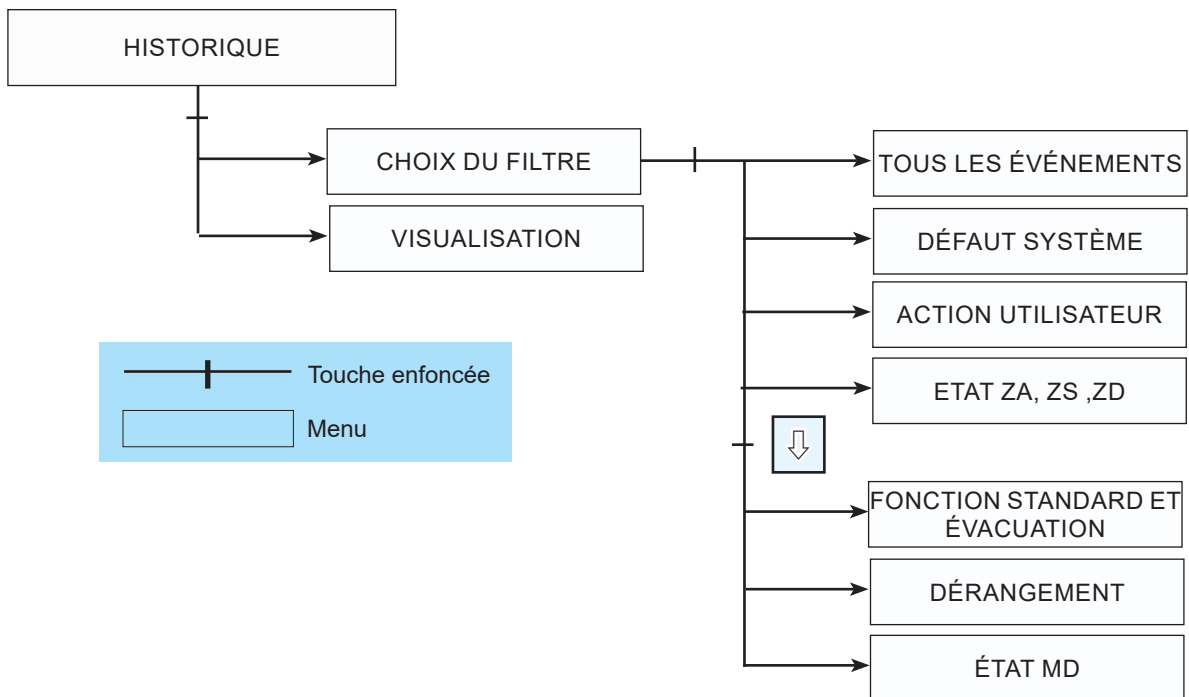 HISTORIQUE
CHOIX DU FILTRE
VISUALISATION
TOUS LES ÉVÉNEMENTS
DÉFAUT SYSTÈME
ACTION UTILISATEUR
ETAT ZA, ZS ,ZD
FONCTION STANDARD ET
ÉVACUATION
DÉRANGEMENT
ÉTAT MD
Touche enfoncée
Menu